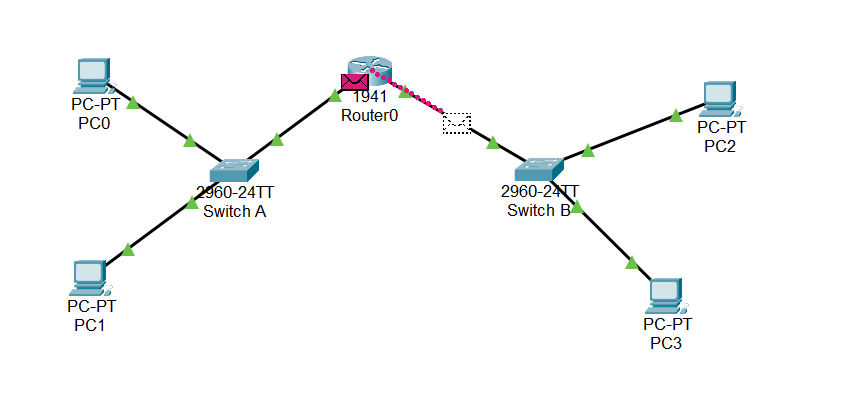 PC-PT
PC0
1941
Router0
PC-PT
PC2
2960-24TT
Switch A
2960-24TT
Switch B
PC-PT
PC1
PC-PT
PC3